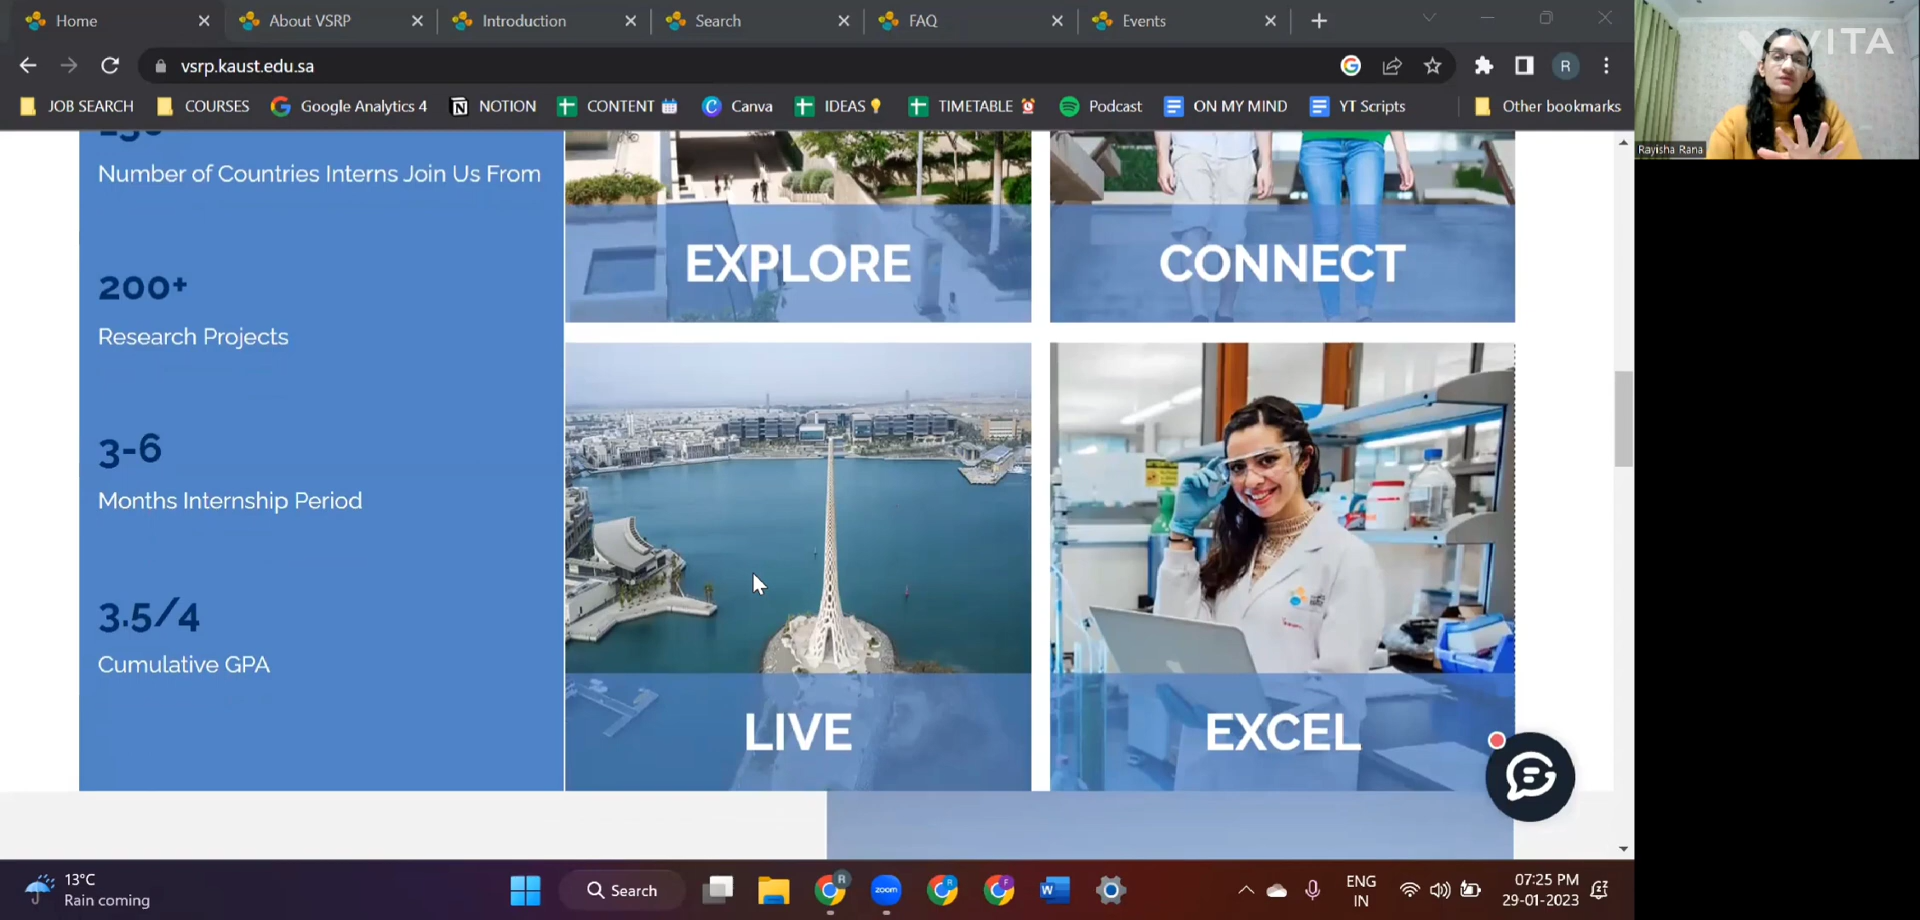 Home
About VSRP
Introduction
Search
FAQ
Events
vsrp.kaust.edu.sa
R
JOB SEARCH
COURSES
Google Analytics 4
NOTION
CONTENT
Canva
IDEAS
TIMETABLE
Podcast
ON MY MIND
YT Scripts
Other bookmarks
VITA
Rayisha Rana
Number of Countries Interns Join Us From
200+
Research Projects
3-6
Months Internship Period
3.5/4
Cumulative GPA
EXPLORE
CONNECT
LIVE
EXCEL
13°C
Rain coming
Search
R
zoom
R
F
ENG
IN
07:25 PM
29-01-2023